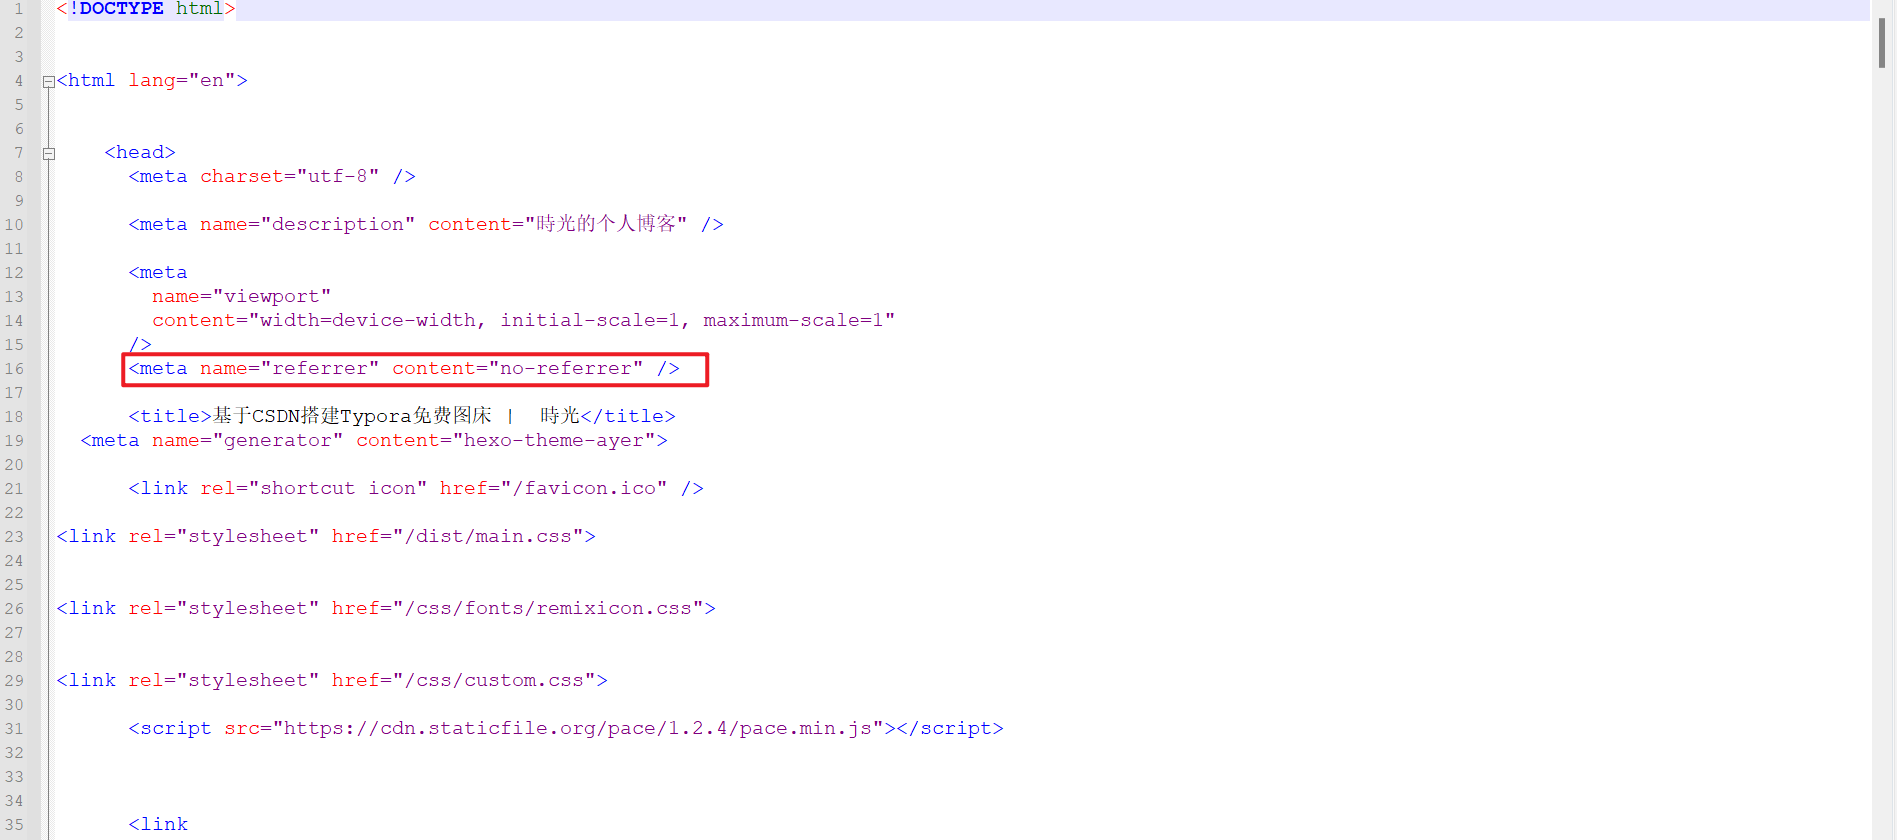 1 <!DOCTYPE html>
2
3
4 <html lang="en">
5
6
7 <head>
8 <meta charset="utf-8" />
9
10 <meta name="description" content="時光的个人博客" />
11
12 <meta
13 name="viewport"
14 content="width=device-width, initial-scale=1, maximum-scale=1"
15 />
16 <meta name="referrer" content="no-referrer" />
17
18 <title>基于CSDN搭建Typora免费图床 |  時光</title>
19 <meta name="generator" content="hexo-theme-ayer">
20
21 <link rel="shortcut icon" href="/favicon.ico" />
22
23 <link rel="stylesheet" href="/dist/main.css">
24
25
26 <link rel="stylesheet" href="/css/fonts/remixicon.css">
27
28
29 <link rel="stylesheet" href="/css/custom.css">
30
31 <script src="https://cdn.staticfile.org/pace/1.2.4/pace.min.js"></script>
32
33
34
35 <link